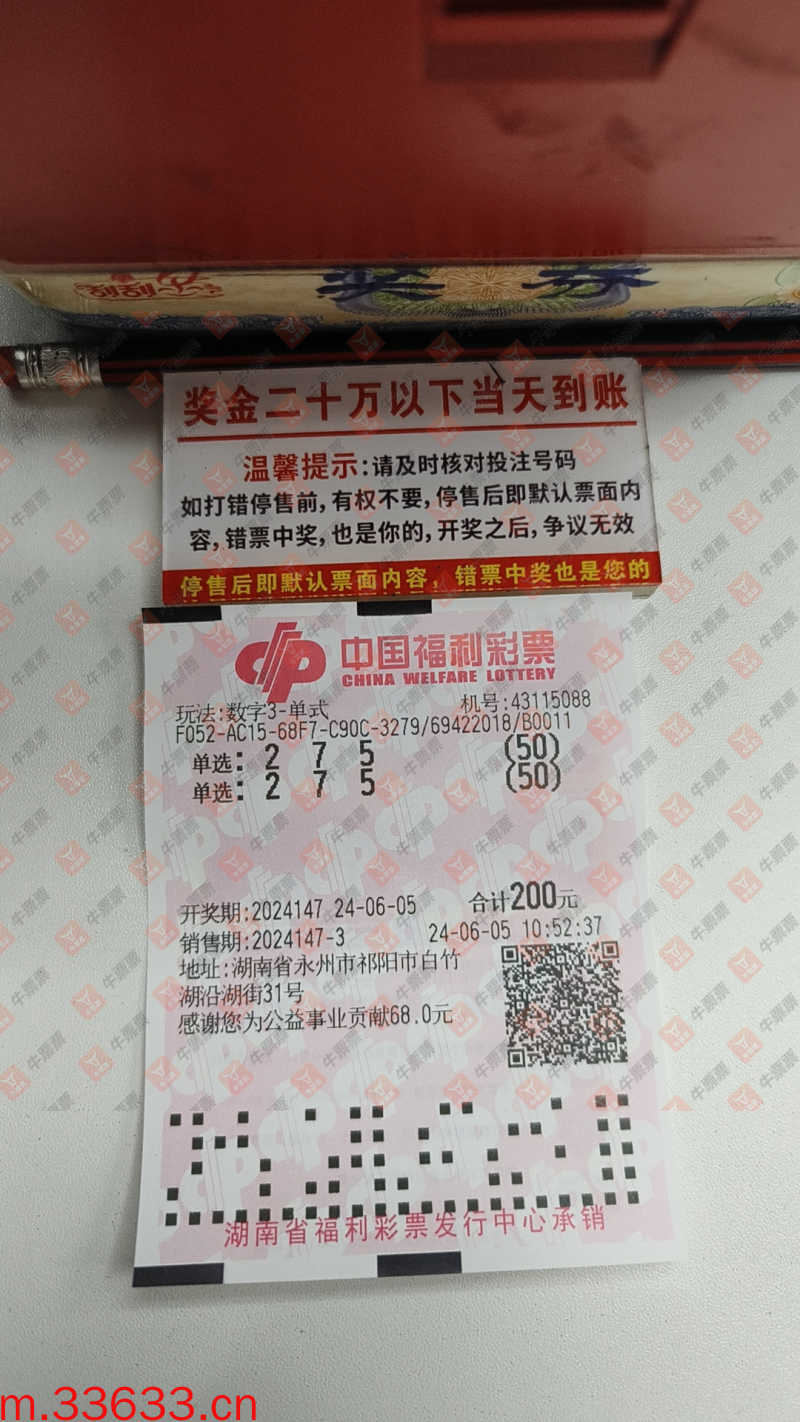 刮刮
奖 券
奖金二十万以下当天到账
温馨提示:请及时核对投注号码
如打错停售前,有权不要,停售后即默认票面内
容,错票中奖,也是你的,开奖之后,争议无效
停售后即默认票面内容,错票中奖也是您的
中国福利彩票
CHINA WELFARE LOTTERY
玩法:数字3-单式 机号:43115088
F052-AC15-68F7-C90C-3279/69422018/B0011
单选: 2 7 5 (50)
单选: 2 7 5 (50)
开奖期:2024147 24-06-05 合计200元
销售期:2024147-3 24-06-05 10:52:37
地址:湖南省永州市祁阳市白竹
湖沿湖街31号
感谢您为公益事业贡献68.0元
湖南省福利彩票发行中心承销
牛票票
m.33633.cn